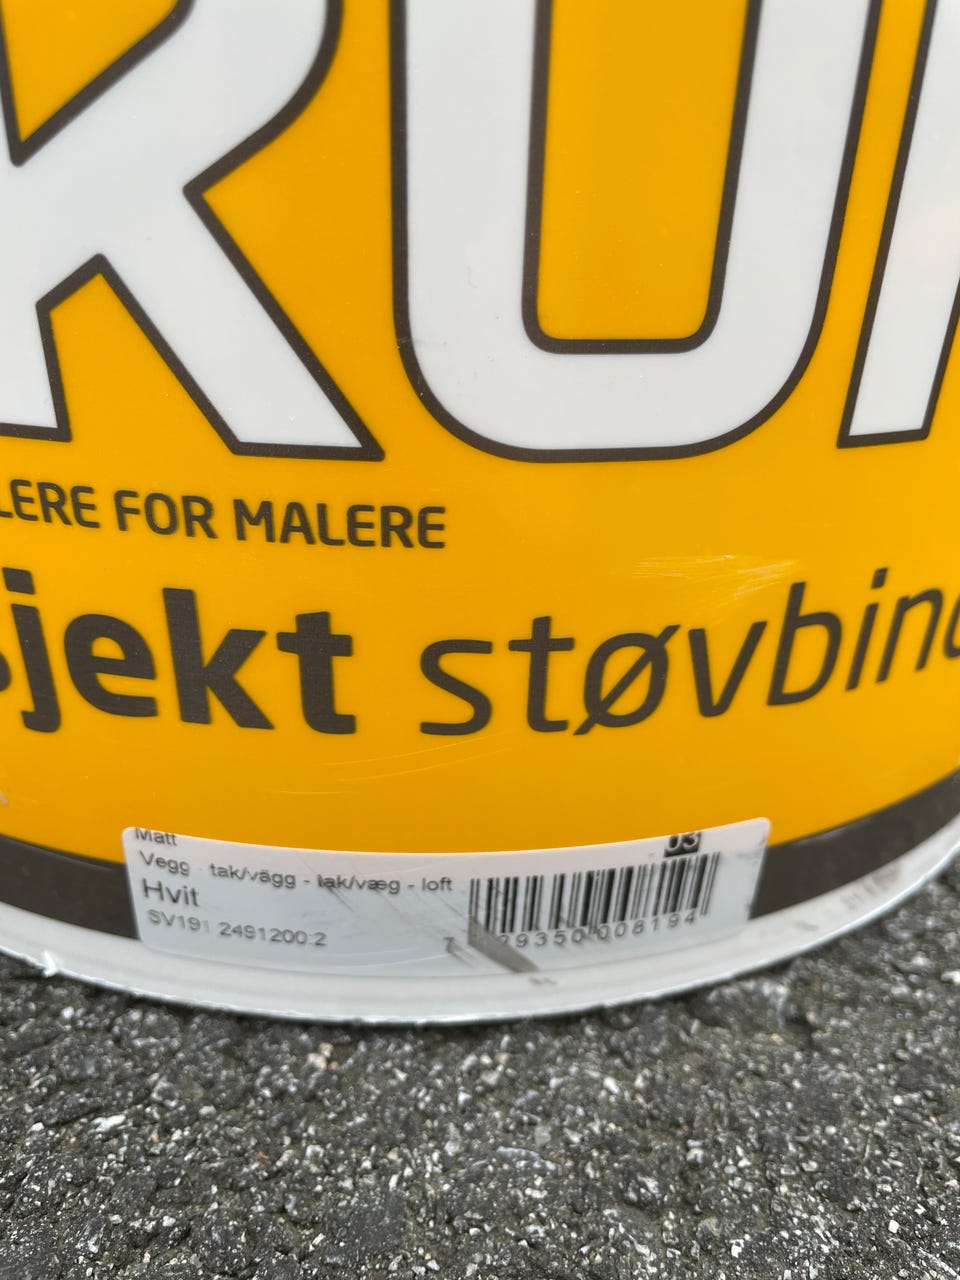 LERE FOR MALERE
sjekt støvbind
Matt
03
Vegg tak/vägg - tak/væg - loft
Hvit
SV191 2491200:2